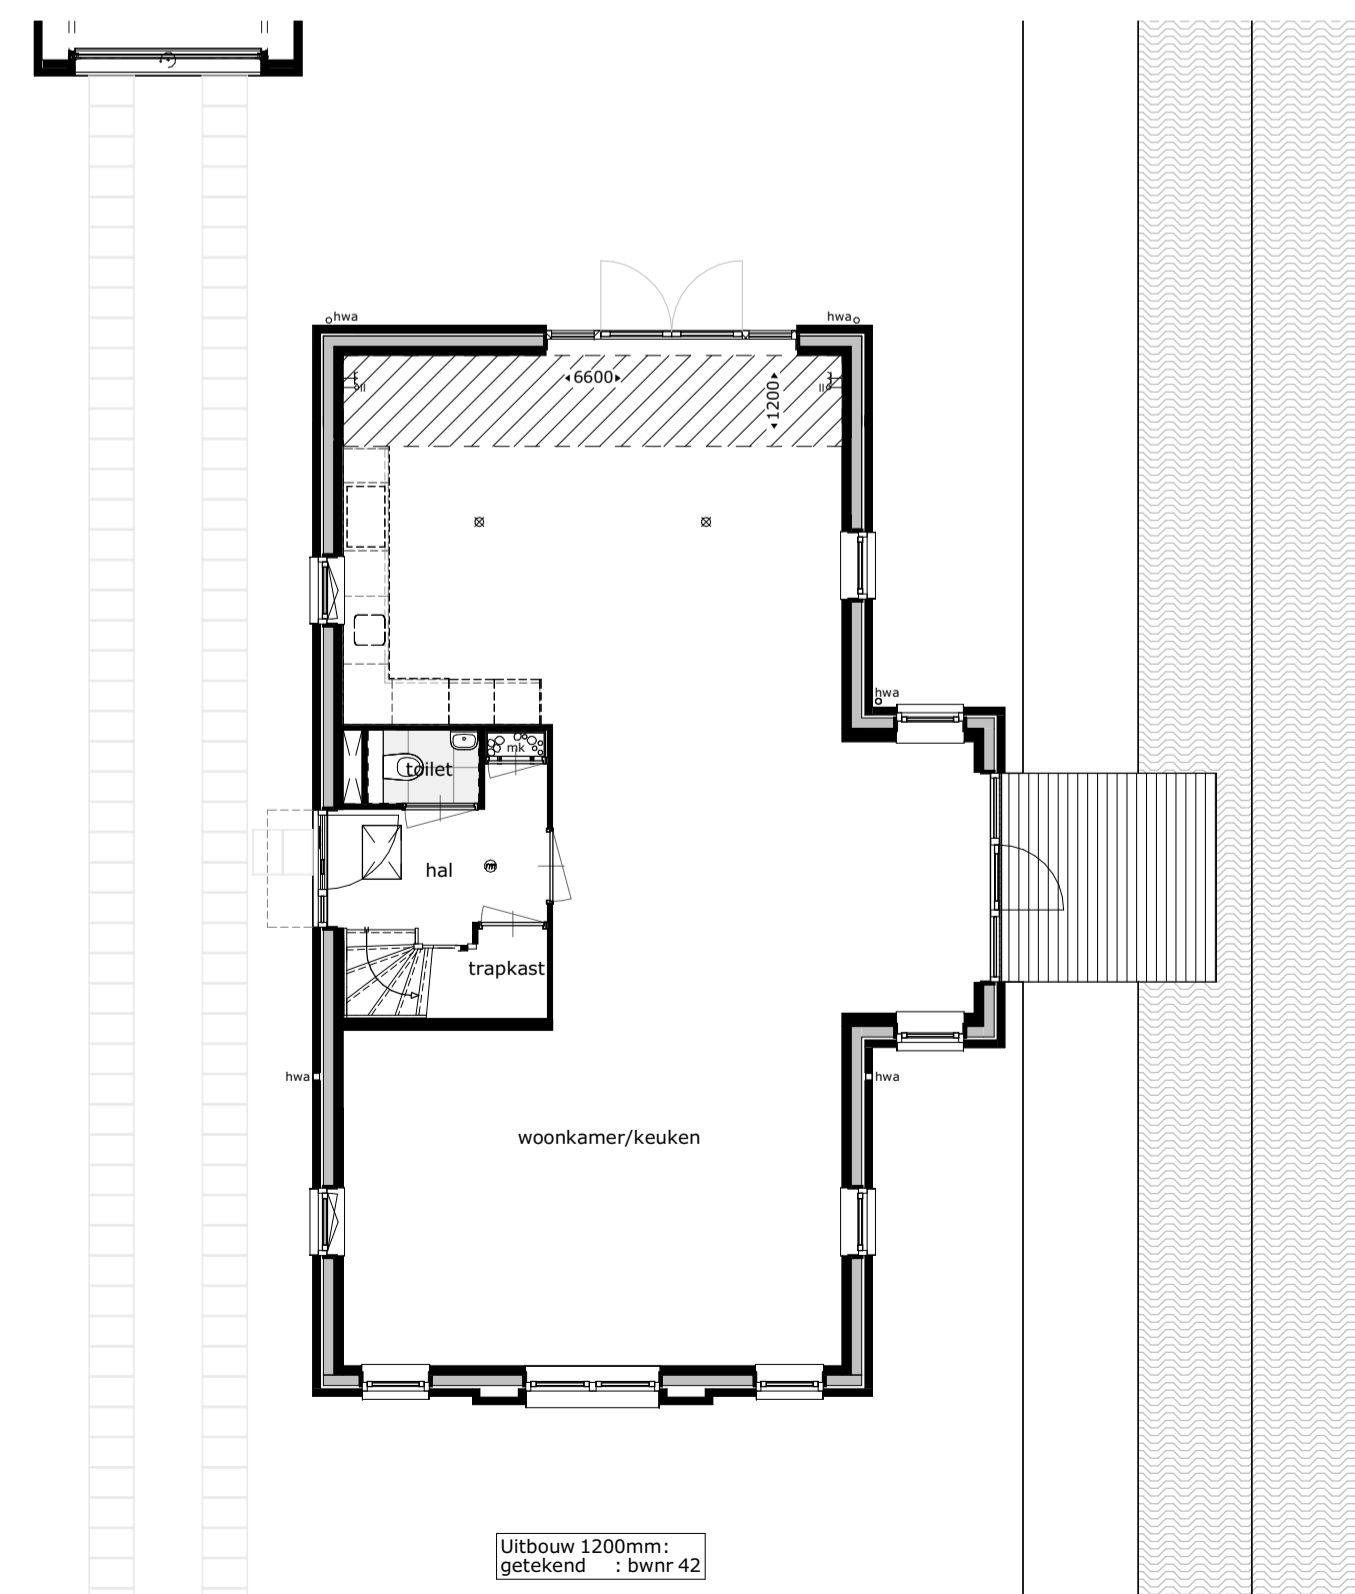 hwa
hwa
6600
1200
hwa
mk
toilet
hal
trapkast
hwa
hwa
woonkamer/keuken
Uitbouw 1200mm:
getekend : bwnr 42